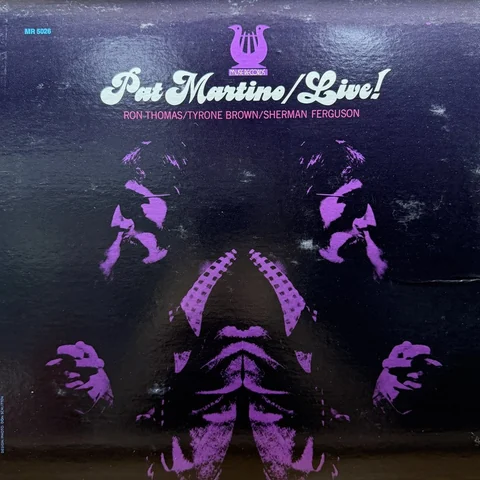 MR 5026
MUSE RECORDS
Pat Martino/Live!
RON THOMAS/TYRONE BROWN/SHERMAN FERGUSON